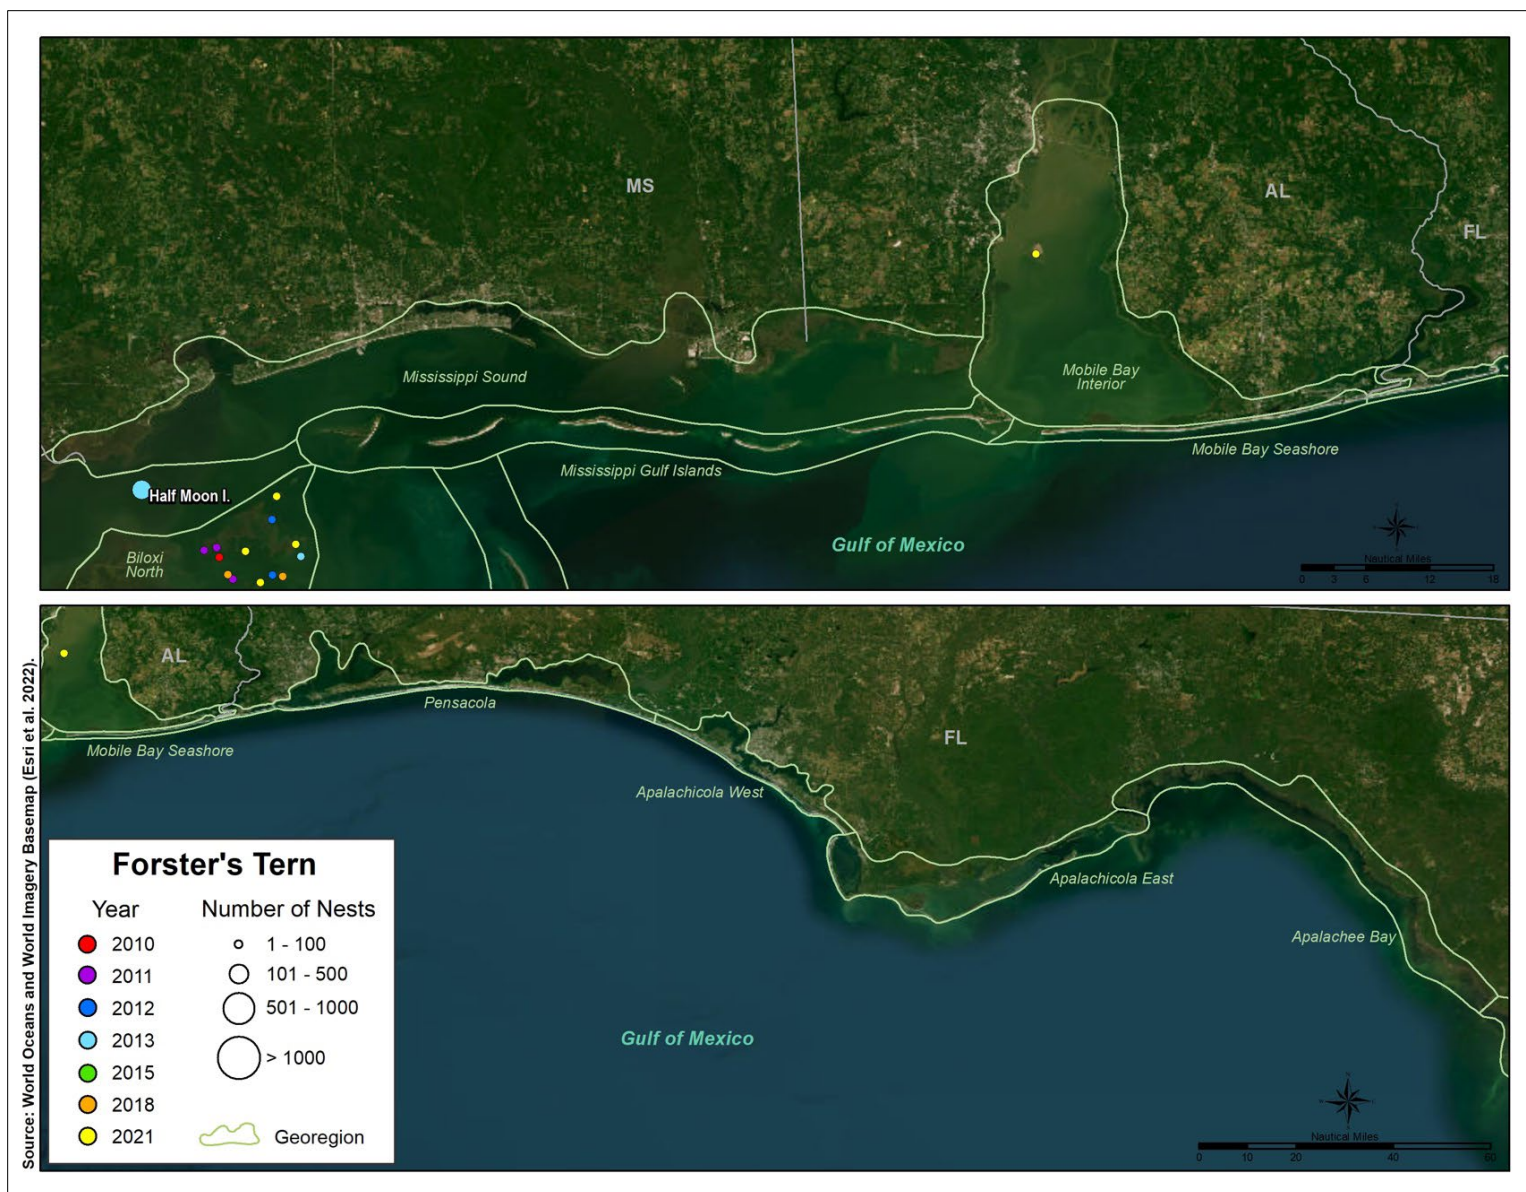 MS
AL
FL
Mississippi Sound
Mobile Bay
Interior
Mobile Bay Seashore
Mississippi Gulf Islands
Half Moon I.
Gulf of Mexico
Biloxi
North
Nautical Miles
0 3 6 12 18
AL
Pensacola
Mobile Bay Seashore
FL
Apalachicola West
Apalachicola East
Apalachee Bay
Gulf of Mexico
N
Nautical Miles
0 10 20 40 60
Forster's Tern
Year
2010
2011
2012
2013
2015
2018
2021
Number of Nests
1 - 100
101 - 500
501 - 1000
> 1000
Georegion
Source: World Oceans and World Imagery Basemap (Esri et al. 2022).